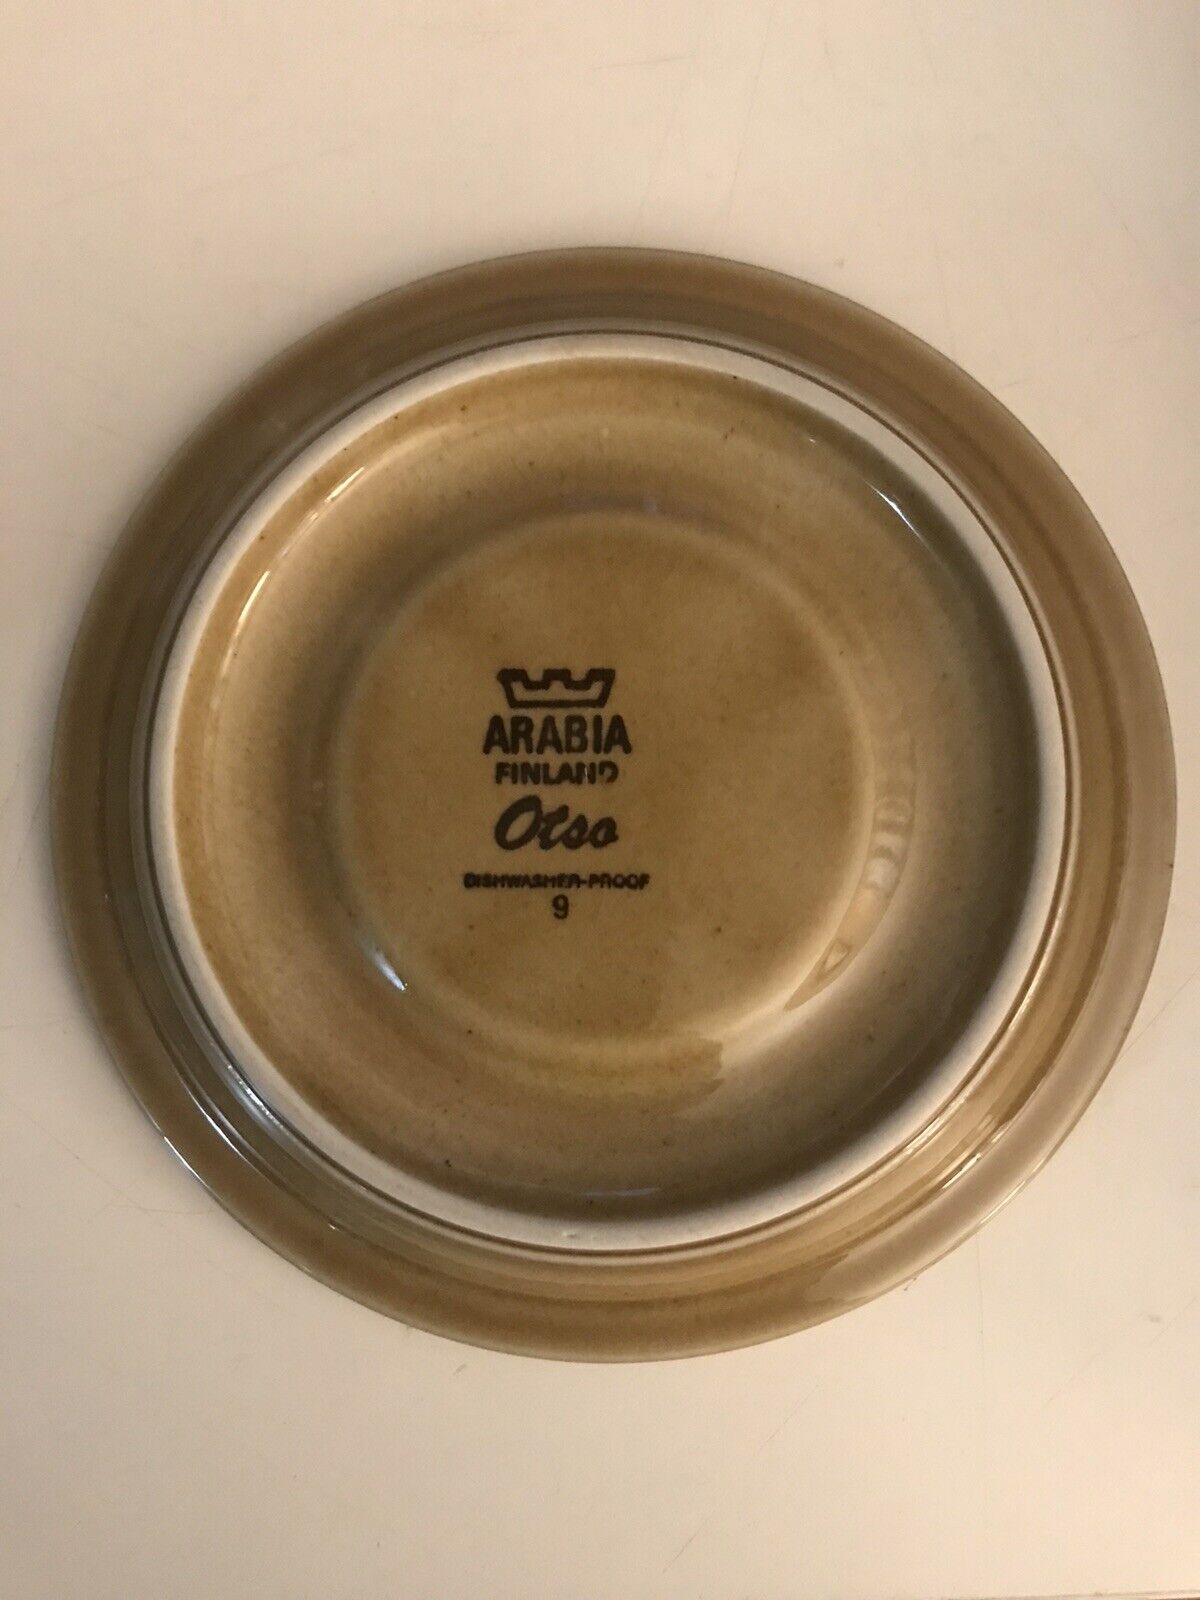 ARABIA
FINLAND
Otso
DISHWASHER-PROOF
9